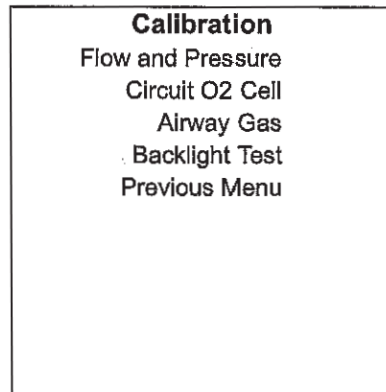 Calibration
Flow and Pressure
Circuit O2 Cell
Airway Gas
Backlight Test
Previous Menu